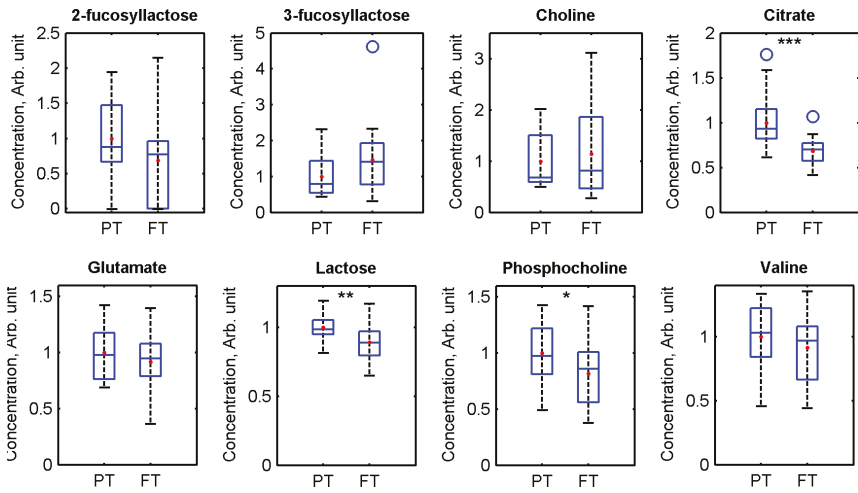 2-fucosyllactose
3-fucosyllactose
Choline
Citrate
Concentration, Arb. unit
2.5
2
1.5
1
0.5
0
PT FT
Concentration, Arb. unit
5
4
3
2
1
0
PT FT
Concentration, Arb. unit
3
2
1
0
PT FT
Concentration, Arb. unit
2
1.5
1
0.5
0
***
PT FT
Glutamate
Lactose
Phosphocholine
Valine
Concentration, Arb. unit
1.5
1
0.5
0
PT FT
Concentration, Arb. unit
1
0.5
0
**
PT FT
Concentration, Arb. unit
1.5
1
0.5
0
*
PT FT
Concentration, Arb. unit
1
0.5
0
PT FT